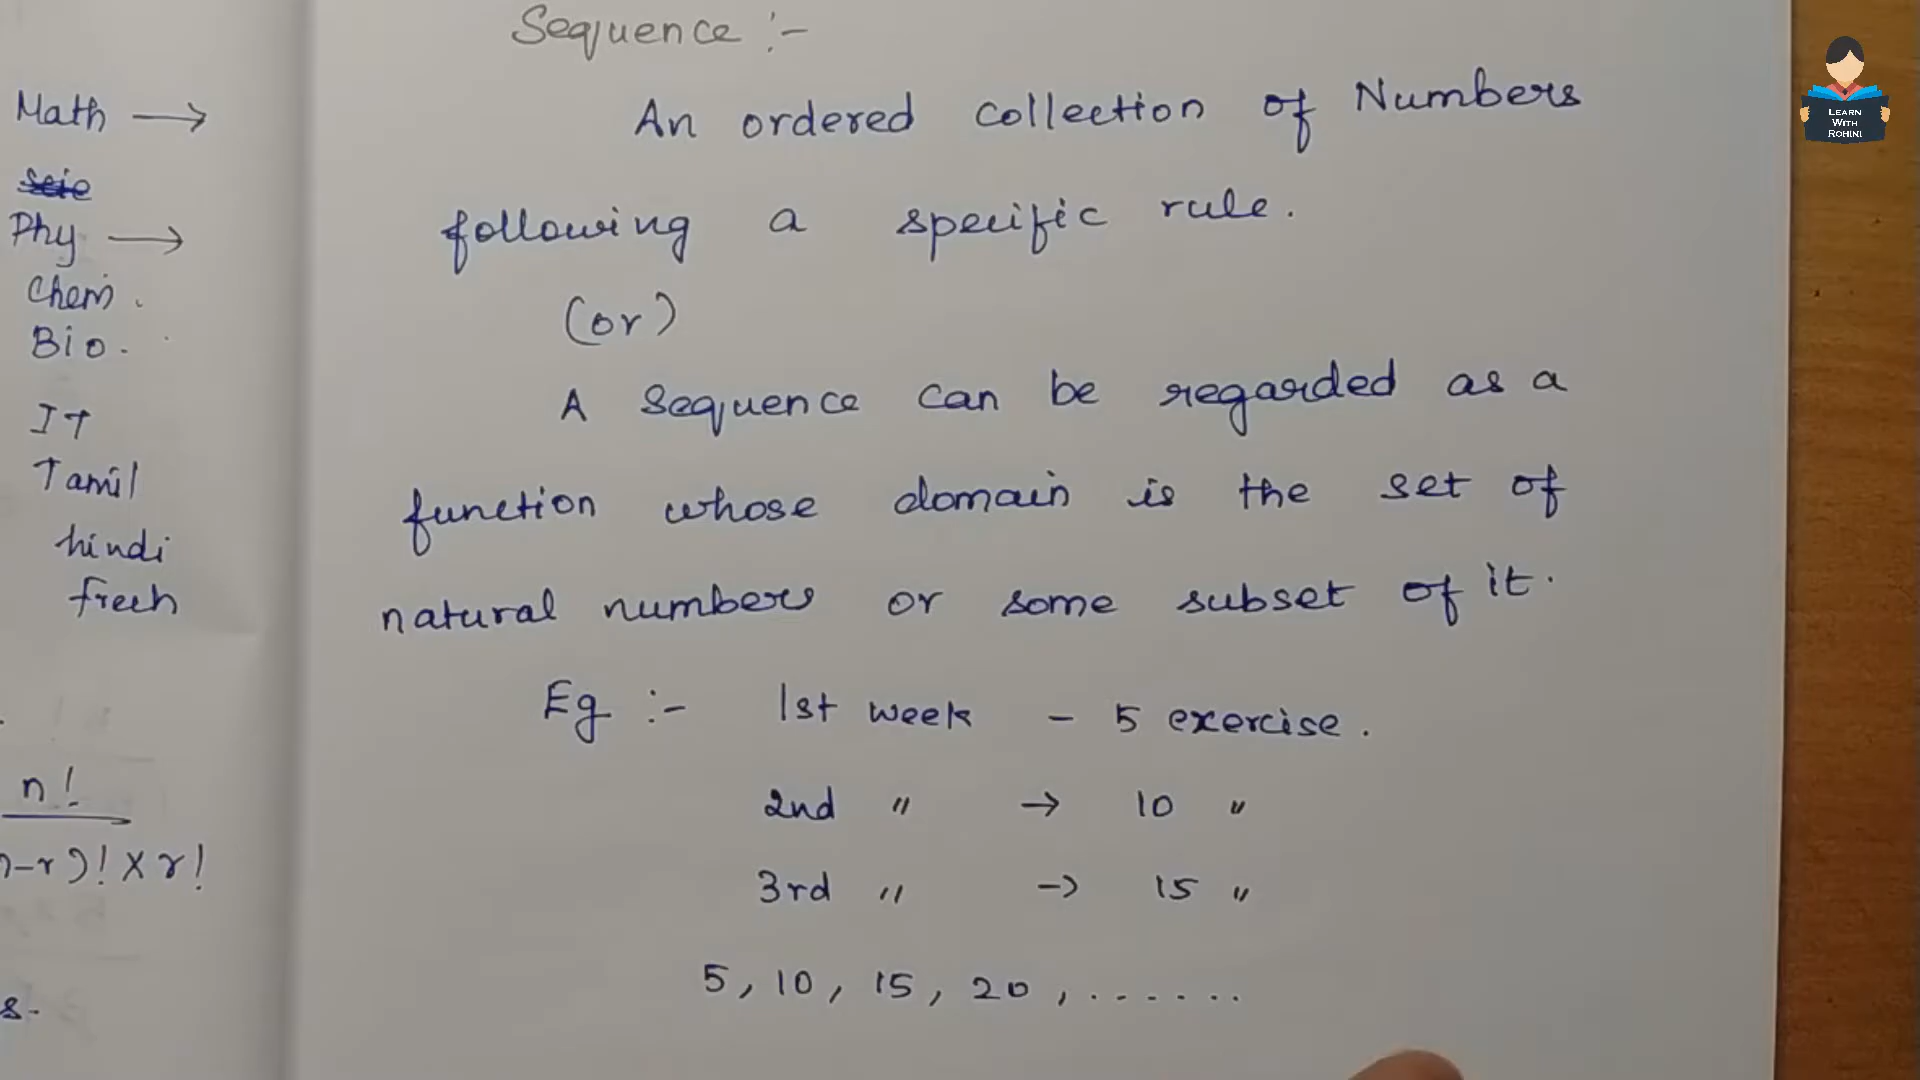 Sequence :-
An ordered collection of Numbers
following a specific rule.
(or)
A Sequence can be regarded as a
function whose domain is the set of
natural numbers or some subset of it.
Eg :- 1st week - 5 exercise.
2nd " → 10 "
3rd " → 15 "
5, 10, 15, 20, ......
Math →
Phy →
Chem.
Bio.
IT
Tamil
hindi
frech
n!
-r)! × r!
s.
LEARN
WITH
ROHINI